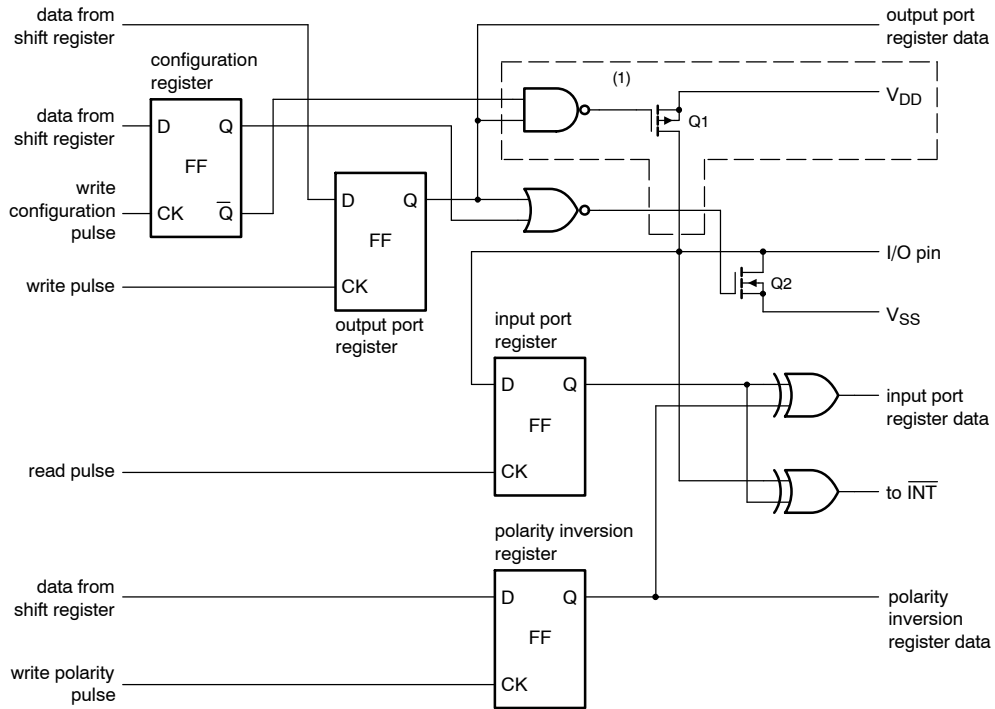 data from
shift register
output port
register data
configuration
register
(1)
VDD
data from
shift register
D
Q
Q1
FF
write
configuration
pulse
CK
Q̅
D
Q
FF
I/O pin
Q2
write pulse
CK
VSS
output port
register
input port
register
D
Q
input port
register data
FF
read pulse
CK
to I̅N̅T̅
polarity inversion
register
data from
shift register
D
Q
polarity
inversion
register data
FF
write polarity
pulse
CK